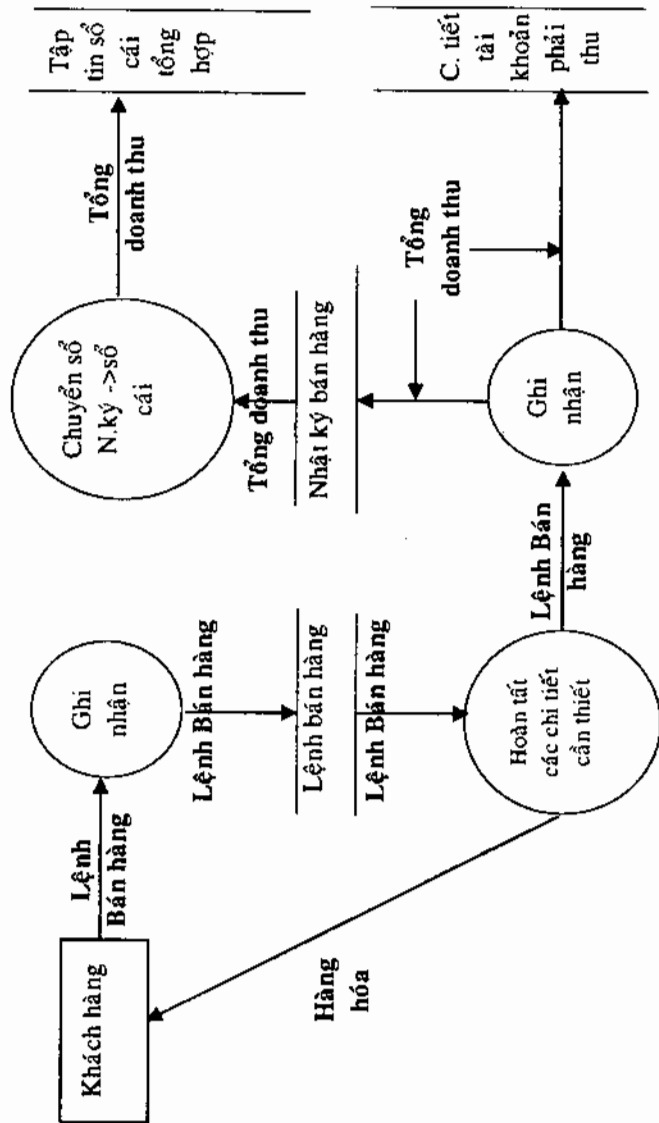 Khách hàng
Lệnh
Bán hàng
Ghi
nhận
Lệnh Bán hàng
Lệnh bán hàng
Lệnh Bán hàng
Hoàn tất
các chi tiết
cần thiết
Hàng
hóa
Lệnh Bán
hàng
Ghi
nhận
Tổng
doanh thu
Nhật ký bán hàng
Tổng doanh thu
Chuyển sổ
N.ký ->sổ
cái
Tổng
doanh thu
Tập
tin sổ
cái
tổng
hợp
C. tiết
tài
khoản
phải
thu